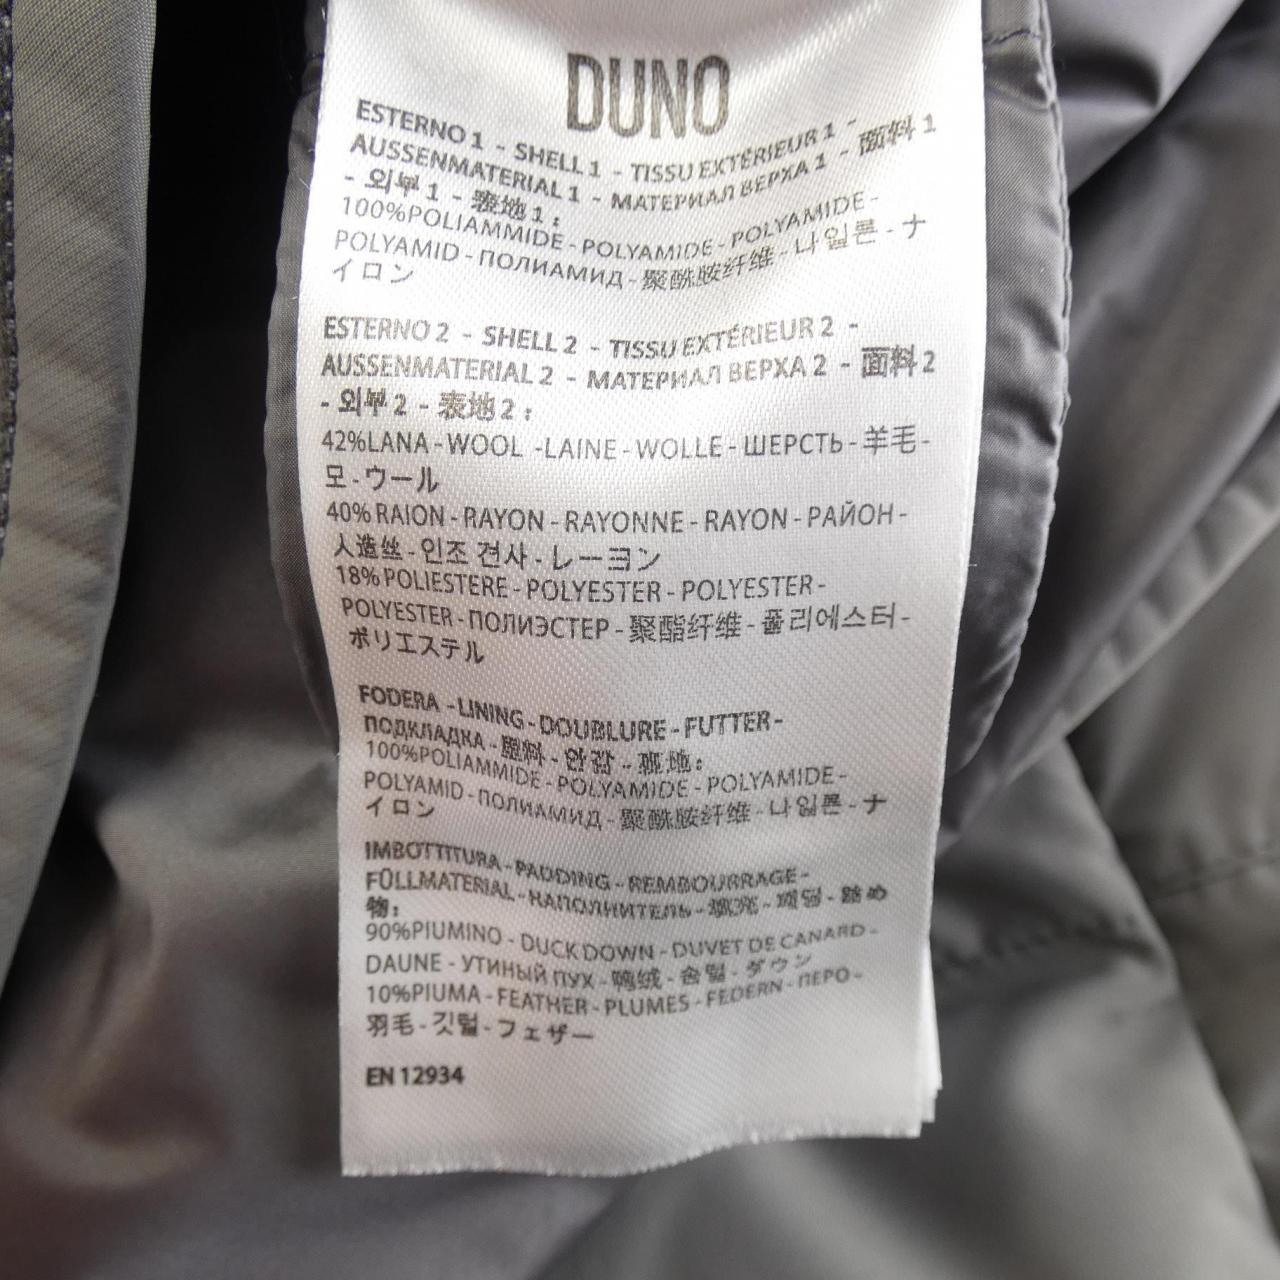 DUNO
ESTERNO 1 - SHELL 1 - TISSU EXTÉRIEUR 1 -
AUSSENMATERIAL 1 - МАТЕРИАЛ ВЕРХА 1 - 面料 1
- 외부 1 - 表地 1 :
100%POLIAMMIDE - POLYAMIDE - POLYAMIDE -
POLYAMID - ПОЛИАМИД - 聚酰胺纤维 - 나일론 - ナ
イロン
ESTERNO 2 - SHELL 2 - TISSU EXTÉRIEUR 2 -
AUSSENMATERIAL 2 - МАТЕРИАЛ ВЕРХА 2 - 面料 2
- 외부 2 - 表地 2 :
42%LANA - WOOL -LAINE - WOLLE - ШЕРСТЬ - 羊毛 -
모 - ウール
40% RAION - RAYON - RAYONNE - RAYON - РАЙОН -
人造丝 - 인조 견사 - レーヨン
18% POLIESTERE - POLYESTER - POLYESTER -
POLYESTER - ПОЛИЭСТЕР - 聚酯纤维 - 폴리에스터 -
ポリエステル
FODERA - LINING - DOUBLURE - FUTTER -
ПОДКЛАДКА - 里料 - 안감 - 裏地 :
100%POLIAMMIDE - POLYAMIDE - POLYAMIDE -
POLYAMID - ПОЛИАМИД - 聚酰胺纤维 - 나일론 - ナ
イロン
IMBOTTITURA - PADDING - REMBOURRAGE -
FÜLLMATERIAL - НАПОЛНИТЕЛЬ - 填充 - 패딩 - 詰め
物 :
90%PIUMINO - DUCK DOWN - DUVET DE CANARD -
DAUNE - УТИНЫЙ ПУХ - 鸭绒 - 솜털 - ダウン
10%PIUMA - FEATHER - PLUMES - FEDERN - ПЕРО -
羽毛 - 깃털 - フェザー
EN 12934